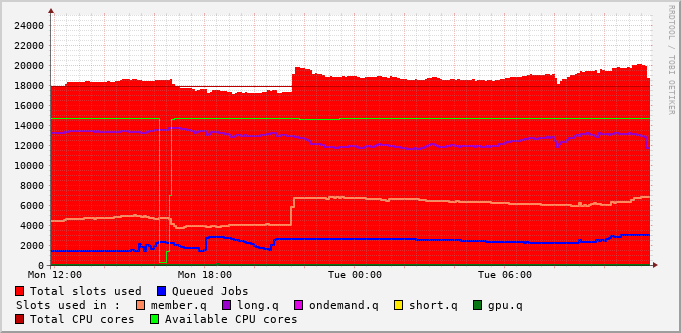 RRDTOOL / TOBI OETIKER
24000
22000
20000
18000
16000
14000
12000
10000
8000
6000
4000
2000
0
Mon 12:00 Mon 18:00 Tue 00:00 Tue 06:00
Total slots used Queued Jobs
Slots used in : member.q long.q ondemand.q short.q gpu.q
Total CPU cores Available CPU cores